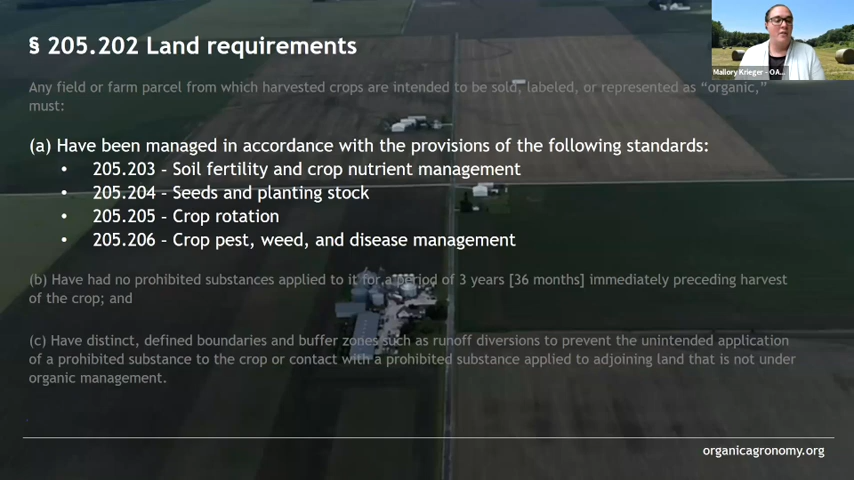 § 205.202 Land requirements
Mallory Krieger - OA...
Any field or farm parcel from which harvested crops are intended to be sold, labeled, or represented as “organic,”
must:
(a) Have been managed in accordance with the provisions of the following standards:
• 205.203 - Soil fertility and crop nutrient management
• 205.204 - Seeds and planting stock
• 205.205 - Crop rotation
• 205.206 - Crop pest, weed, and disease management
(b) Have had no prohibited substances applied to it for a period of 3 years [36 months] immediately preceding harvest
of the crop; and
(c) Have distinct, defined boundaries and buffer zones such as runoff diversions to prevent the unintended application
of a prohibited substance to the crop or contact with a prohibited substance applied to adjoining land that is not under
organic management.
organicagronomy.org